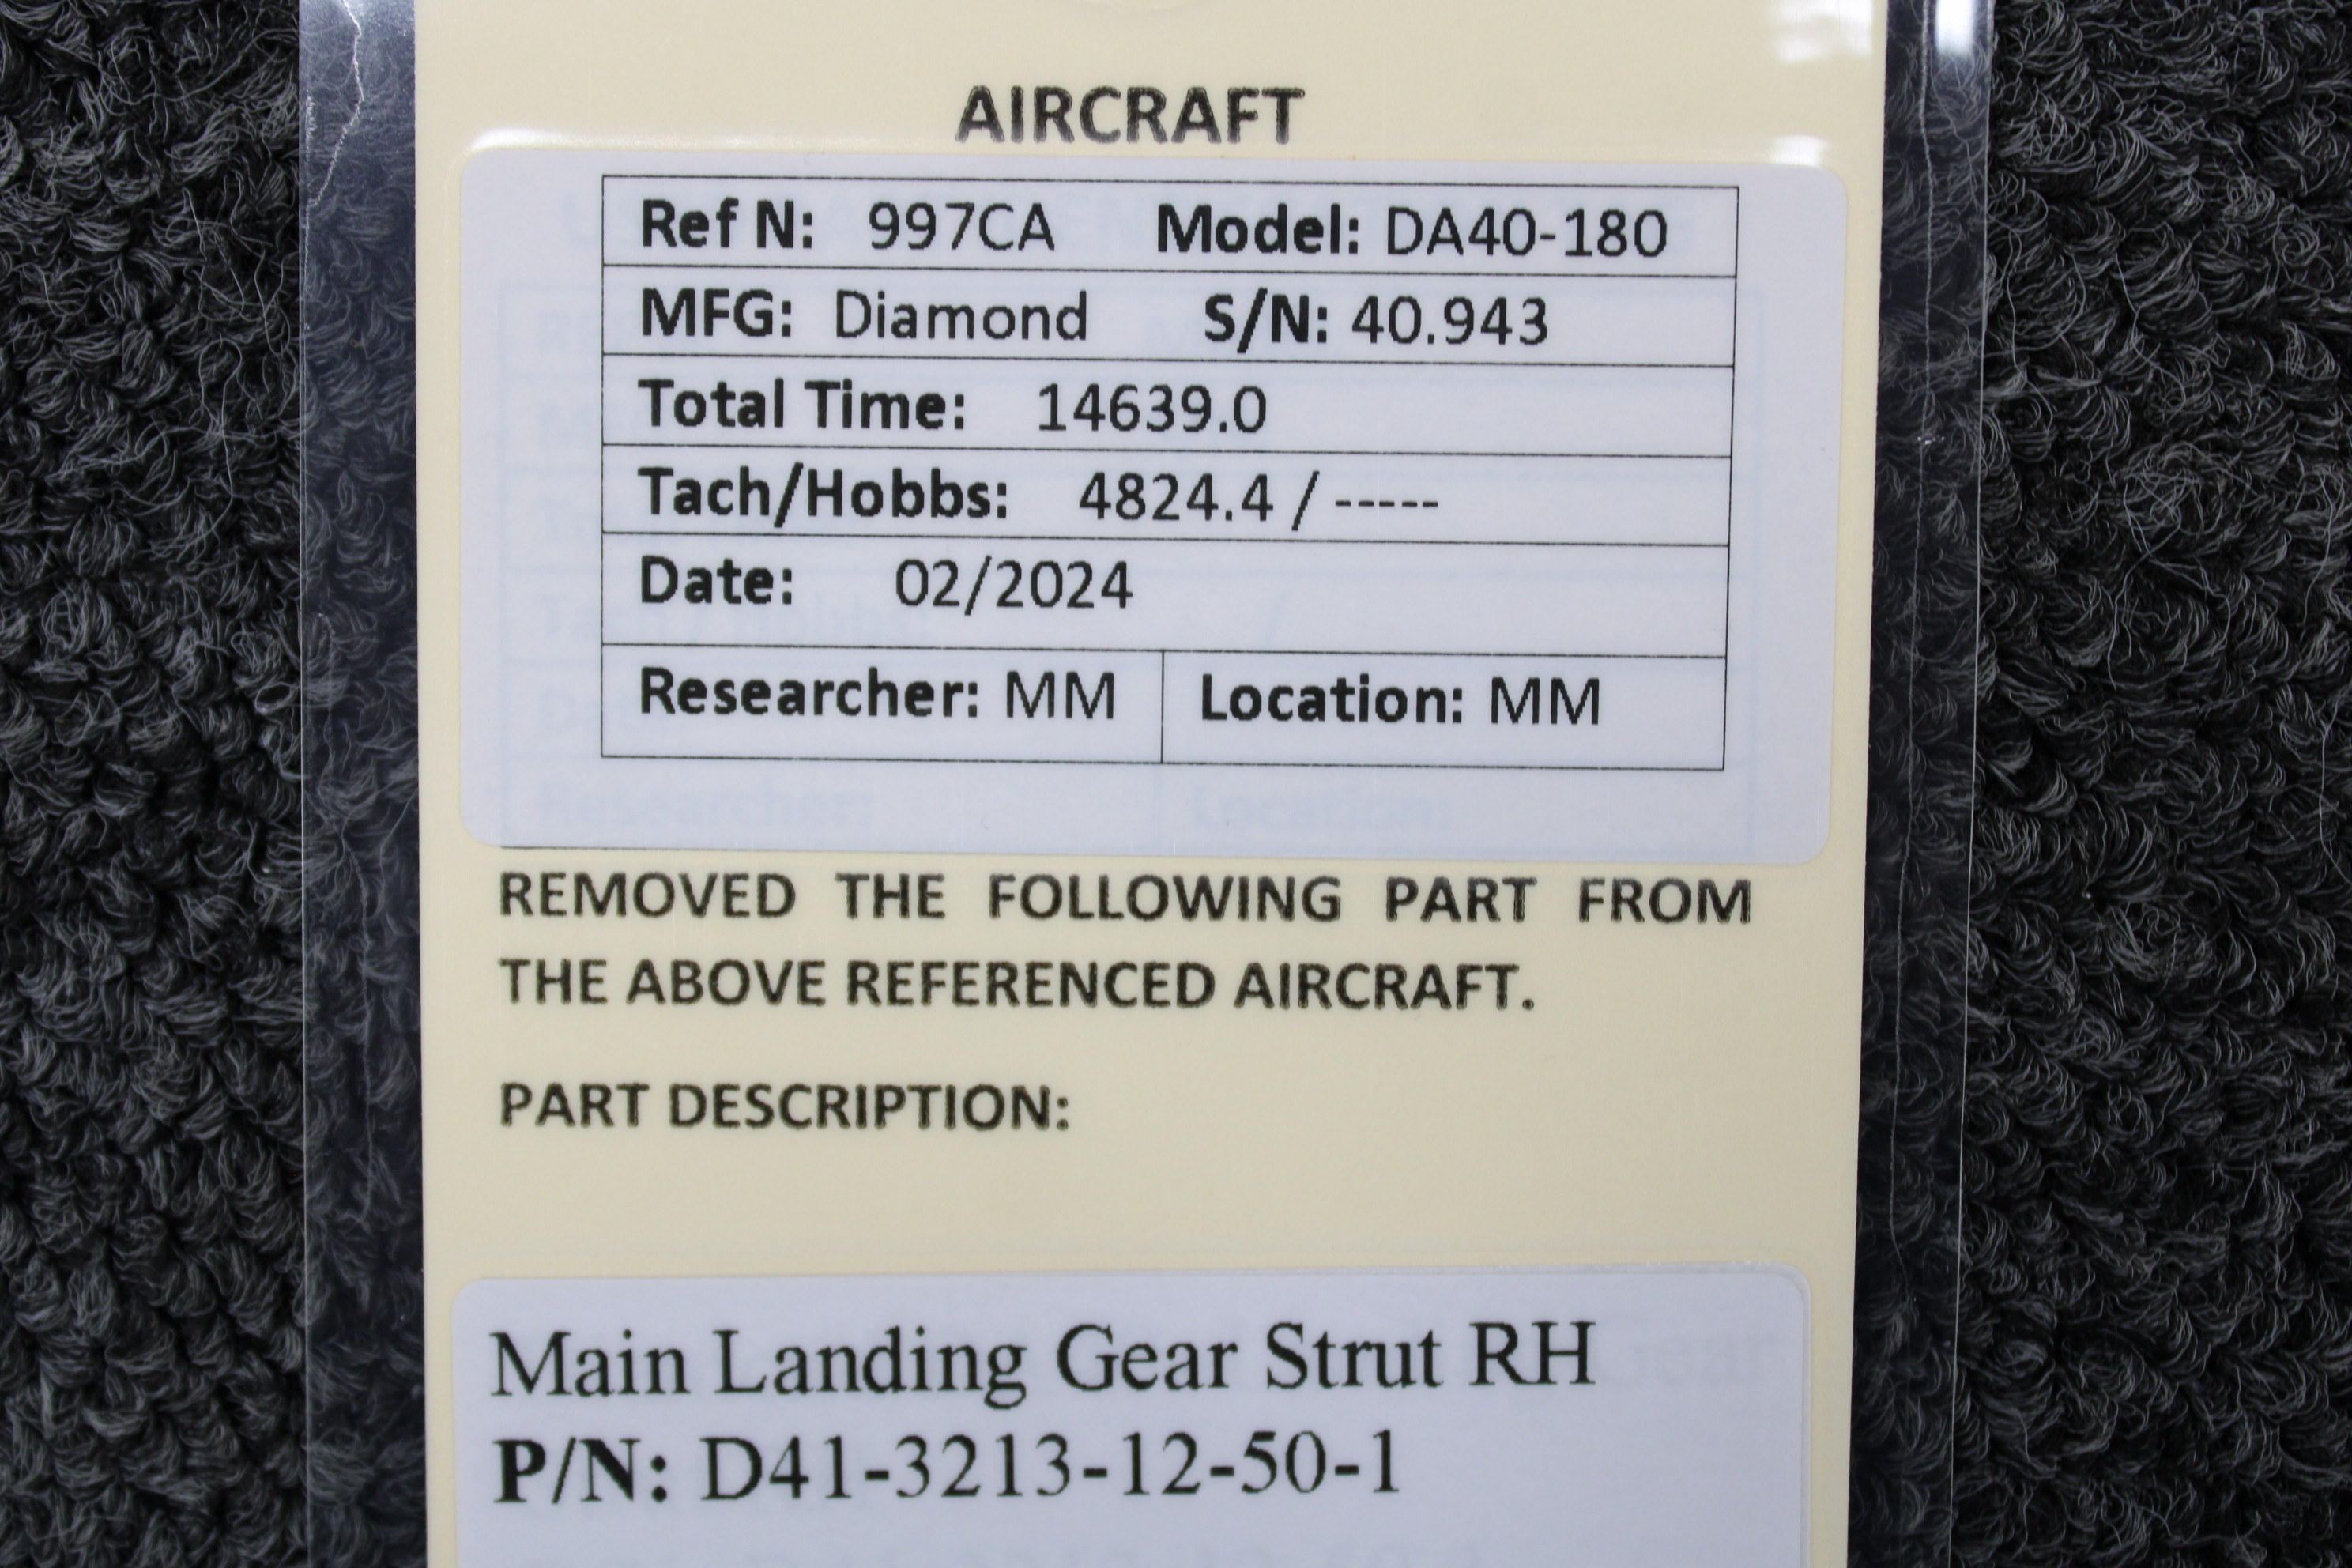 AIRCRAFT
Ref N: 997CA Model: DA40-180
MFG: Diamond S/N: 40.943
Total Time: 14639.0
Tach/Hobbs: 4824.4 / -----
Date: 02/2024
Researcher: MM Location: MM
REMOVED THE FOLLOWING PART FROM
THE ABOVE REFERENCED AIRCRAFT.
PART DESCRIPTION:
Main Landing Gear Strut RH
P/N: D41-3213-12-50-1